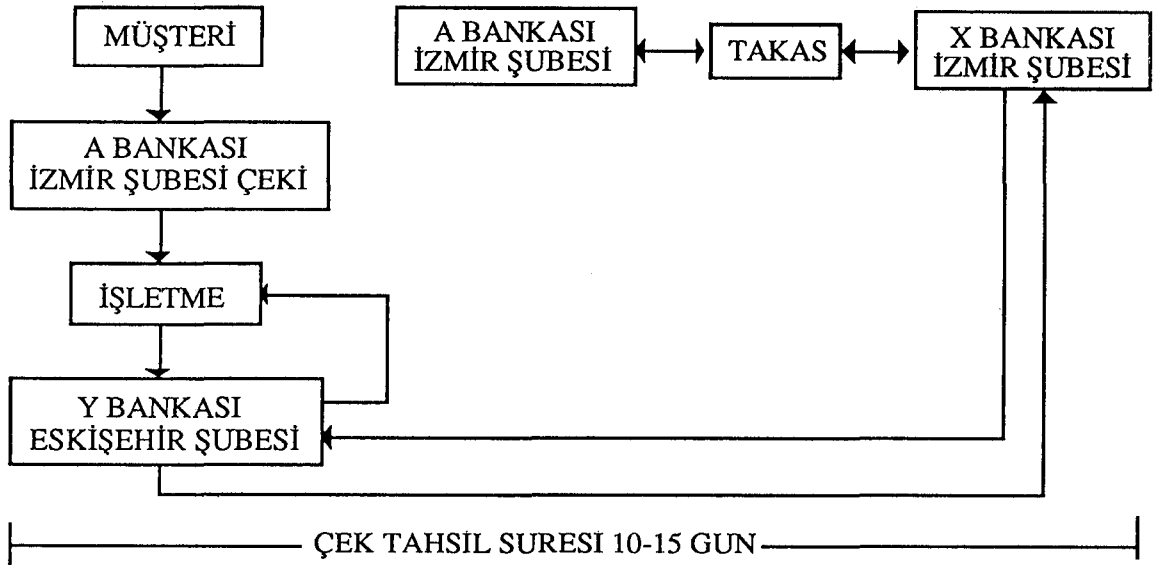 MÜŞTERİ
A BANKASI
İZMİR ŞUBESİ
TAKAS
X BANKASI
İZMİR ŞUBESİ
A BANKASI
İZMİR ŞUBESİ ÇEKİ
İŞLETME
Y BANKASI
ESKİŞEHİR ŞUBESİ
ÇEK TAHSİL SURESİ 10-15 GUN